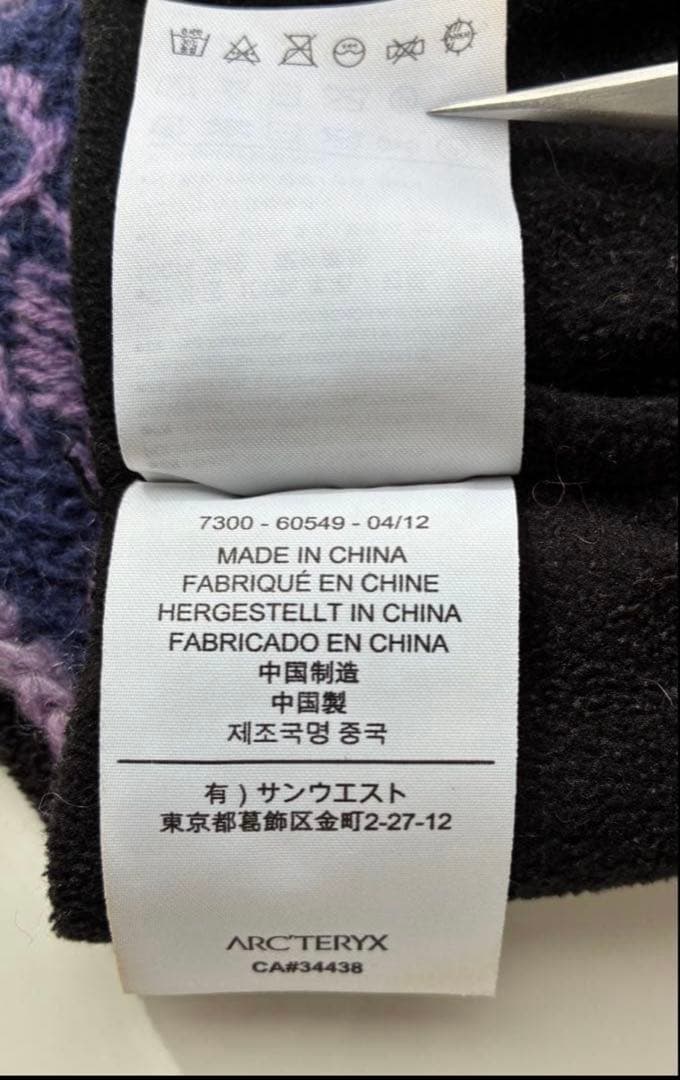 7300 - 60549 - 04/12
MADE IN CHINA
FABRIQUÉ EN CHINE
HERGESTELLT IN CHINA
FABRICADO EN CHINA
中国制造
中国製
제조국명 중국
有 ) サンウエスト
東京都葛飾区金町2-27-12
ARC'TERYX
CA#34438